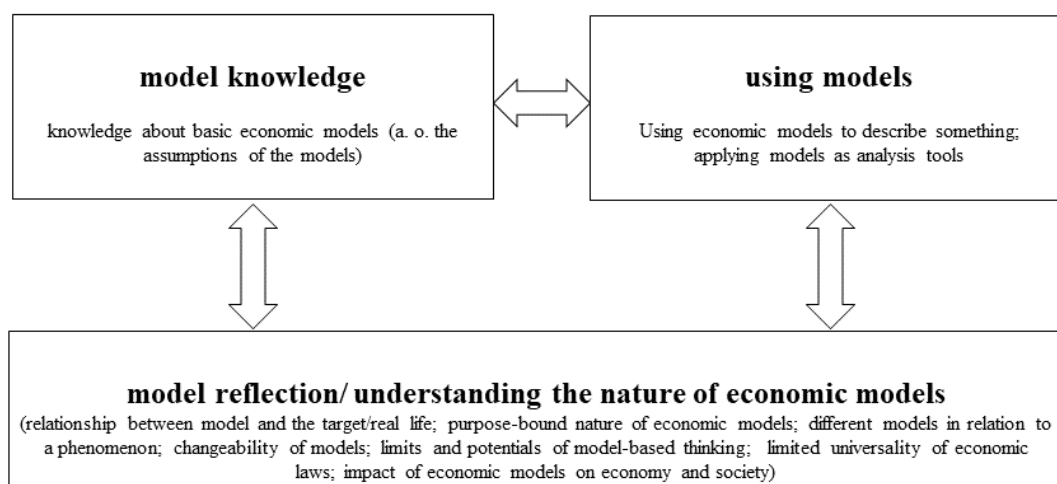 model knowledge
knowledge about basic economic models (a. o. the
assumptions of the models)
using models
Using economic models to describe something;
applying models as analysis tools
model reflection/ understanding the nature of economic models
(relationship between model and the target/real life; purpose-bound nature of economic models; different models in relation to
a phenomenon; changeability of models; limits and potentials of model-based thinking; limited universality of economic
laws; impact of economic models on economy and society)